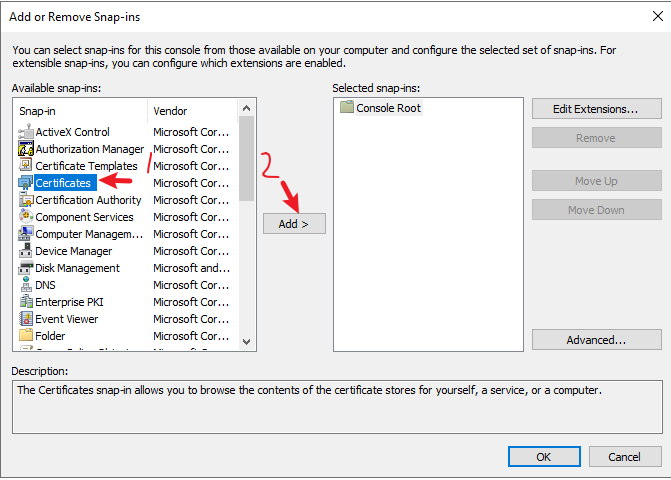 Add or Remove Snap-ins
You can select snap-ins for this console from those available on your computer and configure the selected set of snap-ins. For
extensible snap-ins, you can configure which extensions are enabled.
Available snap-ins:
Selected snap-ins:
Snap-in Vendor
ActiveX Control Microsoft Cor...
Authorization Manager Microsoft Cor...
Certificate Templates Microsoft Cor...
Certificates Microsoft Cor...
Certification Authority Microsoft Cor...
Component Services Microsoft Cor...
Computer Managem... Microsoft Cor...
Device Manager Microsoft Cor...
Disk Management Microsoft and...
DNS Microsoft Cor...
Enterprise PKI Microsoft Cor...
Event Viewer Microsoft Cor...
Folder Microsoft Cor...
1
2
Add >
Console Root
Edit Extensions...
Remove
Move Up
Move Down
Advanced...
Description:
The Certificates snap-in allows you to browse the contents of the certificate stores for yourself, a service, or a computer.
OK
Cancel